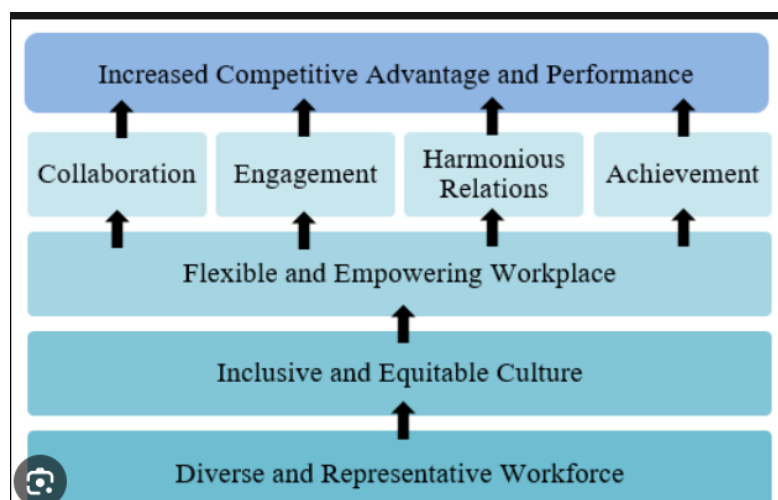 Increased Competitive Advantage and Performance
Collaboration
Engagement
Harmonious
Relations
Achievement
Flexible and Empowering Workplace
Inclusive and Equitable Culture
Diverse and Representative Workforce